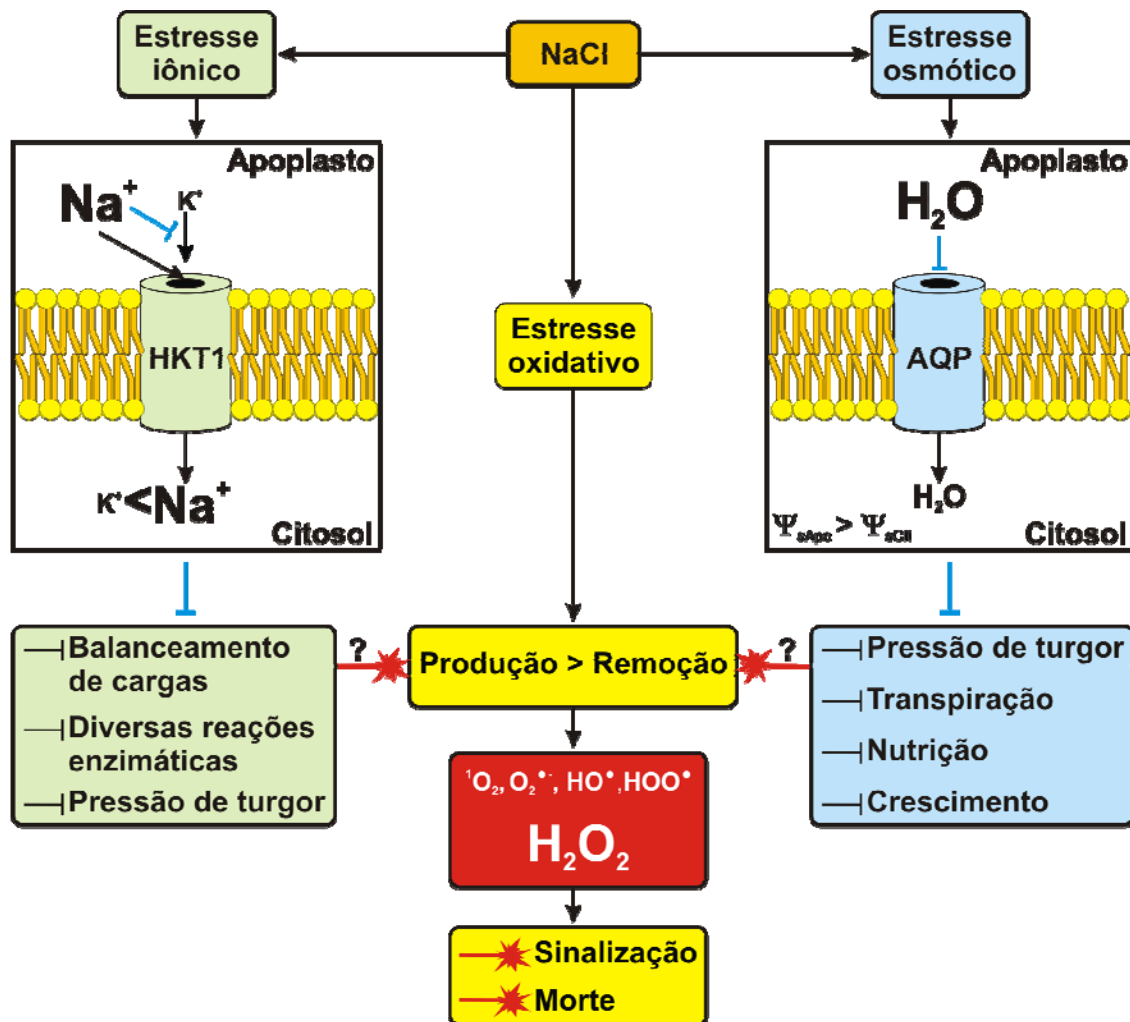 Estresse
iônico
NaCl
Estresse
osmótico
Apoplasto
Na⁺
K⁺
HKT1
K⁺<Na⁺
Citosol
Estresse
oxidativo
Apoplasto
H₂O
AQP
H₂O
Citosol
Balanceamento
de cargas
Diversas reações
enzimáticas
Pressão de turgor
?
Produção > Remoção
?
Pressão de turgor
Transpiração
Nutrição
Crescimento
¹O₂, O₂•⁻, HO•,HOO•
H₂O₂
Sinalização
Morte